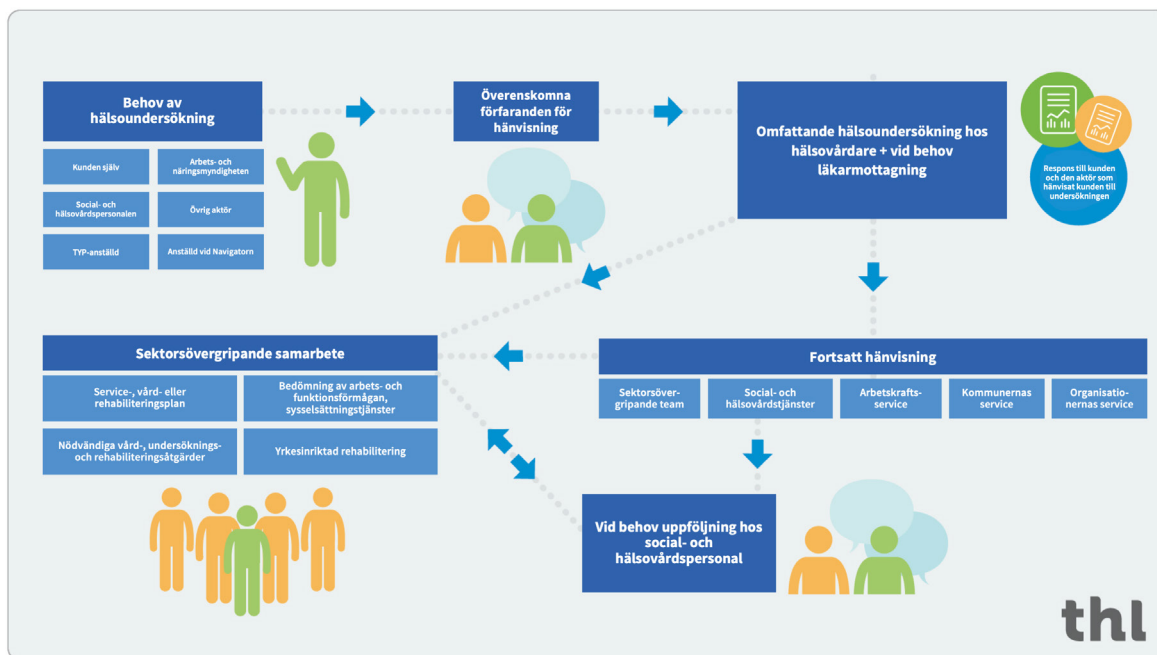 Behov av
hälsoundersökning
Kunden själv
Arbets- och
näringsmyndigheten
Social- och
hälsovårdspersonalen
Övrig aktör
TYP-anställd
Anställd vid Navigatorn
Överenskomna
förfaranden för
hänvisning
Omfattande hälsoundersökning hos
hälsovårdare + vid behov
läkarmottagning
Respons till kunden
och den aktör som
hänvisat kunden till
undersökningen
Sektorsövergripande samarbete
Service-, vård- eller
rehabiliteringsplan
Bedömning av arbets- och
funktionsförmågan,
sysselsättningstjänster
Nödvändiga vård-, undersöknings-
och rehabiliteringsåtgärder
Yrkesinriktad rehabilitering
Fortsatt hänvisning
Sektorsöver-
gripande team
Social- och
hälsovårdstjänster
Arbetskrafts-
service
Kommunernas
service
Organisatio-
nernas service
Vid behov uppföljning hos
social- och
hälsovårdspersonal
thl